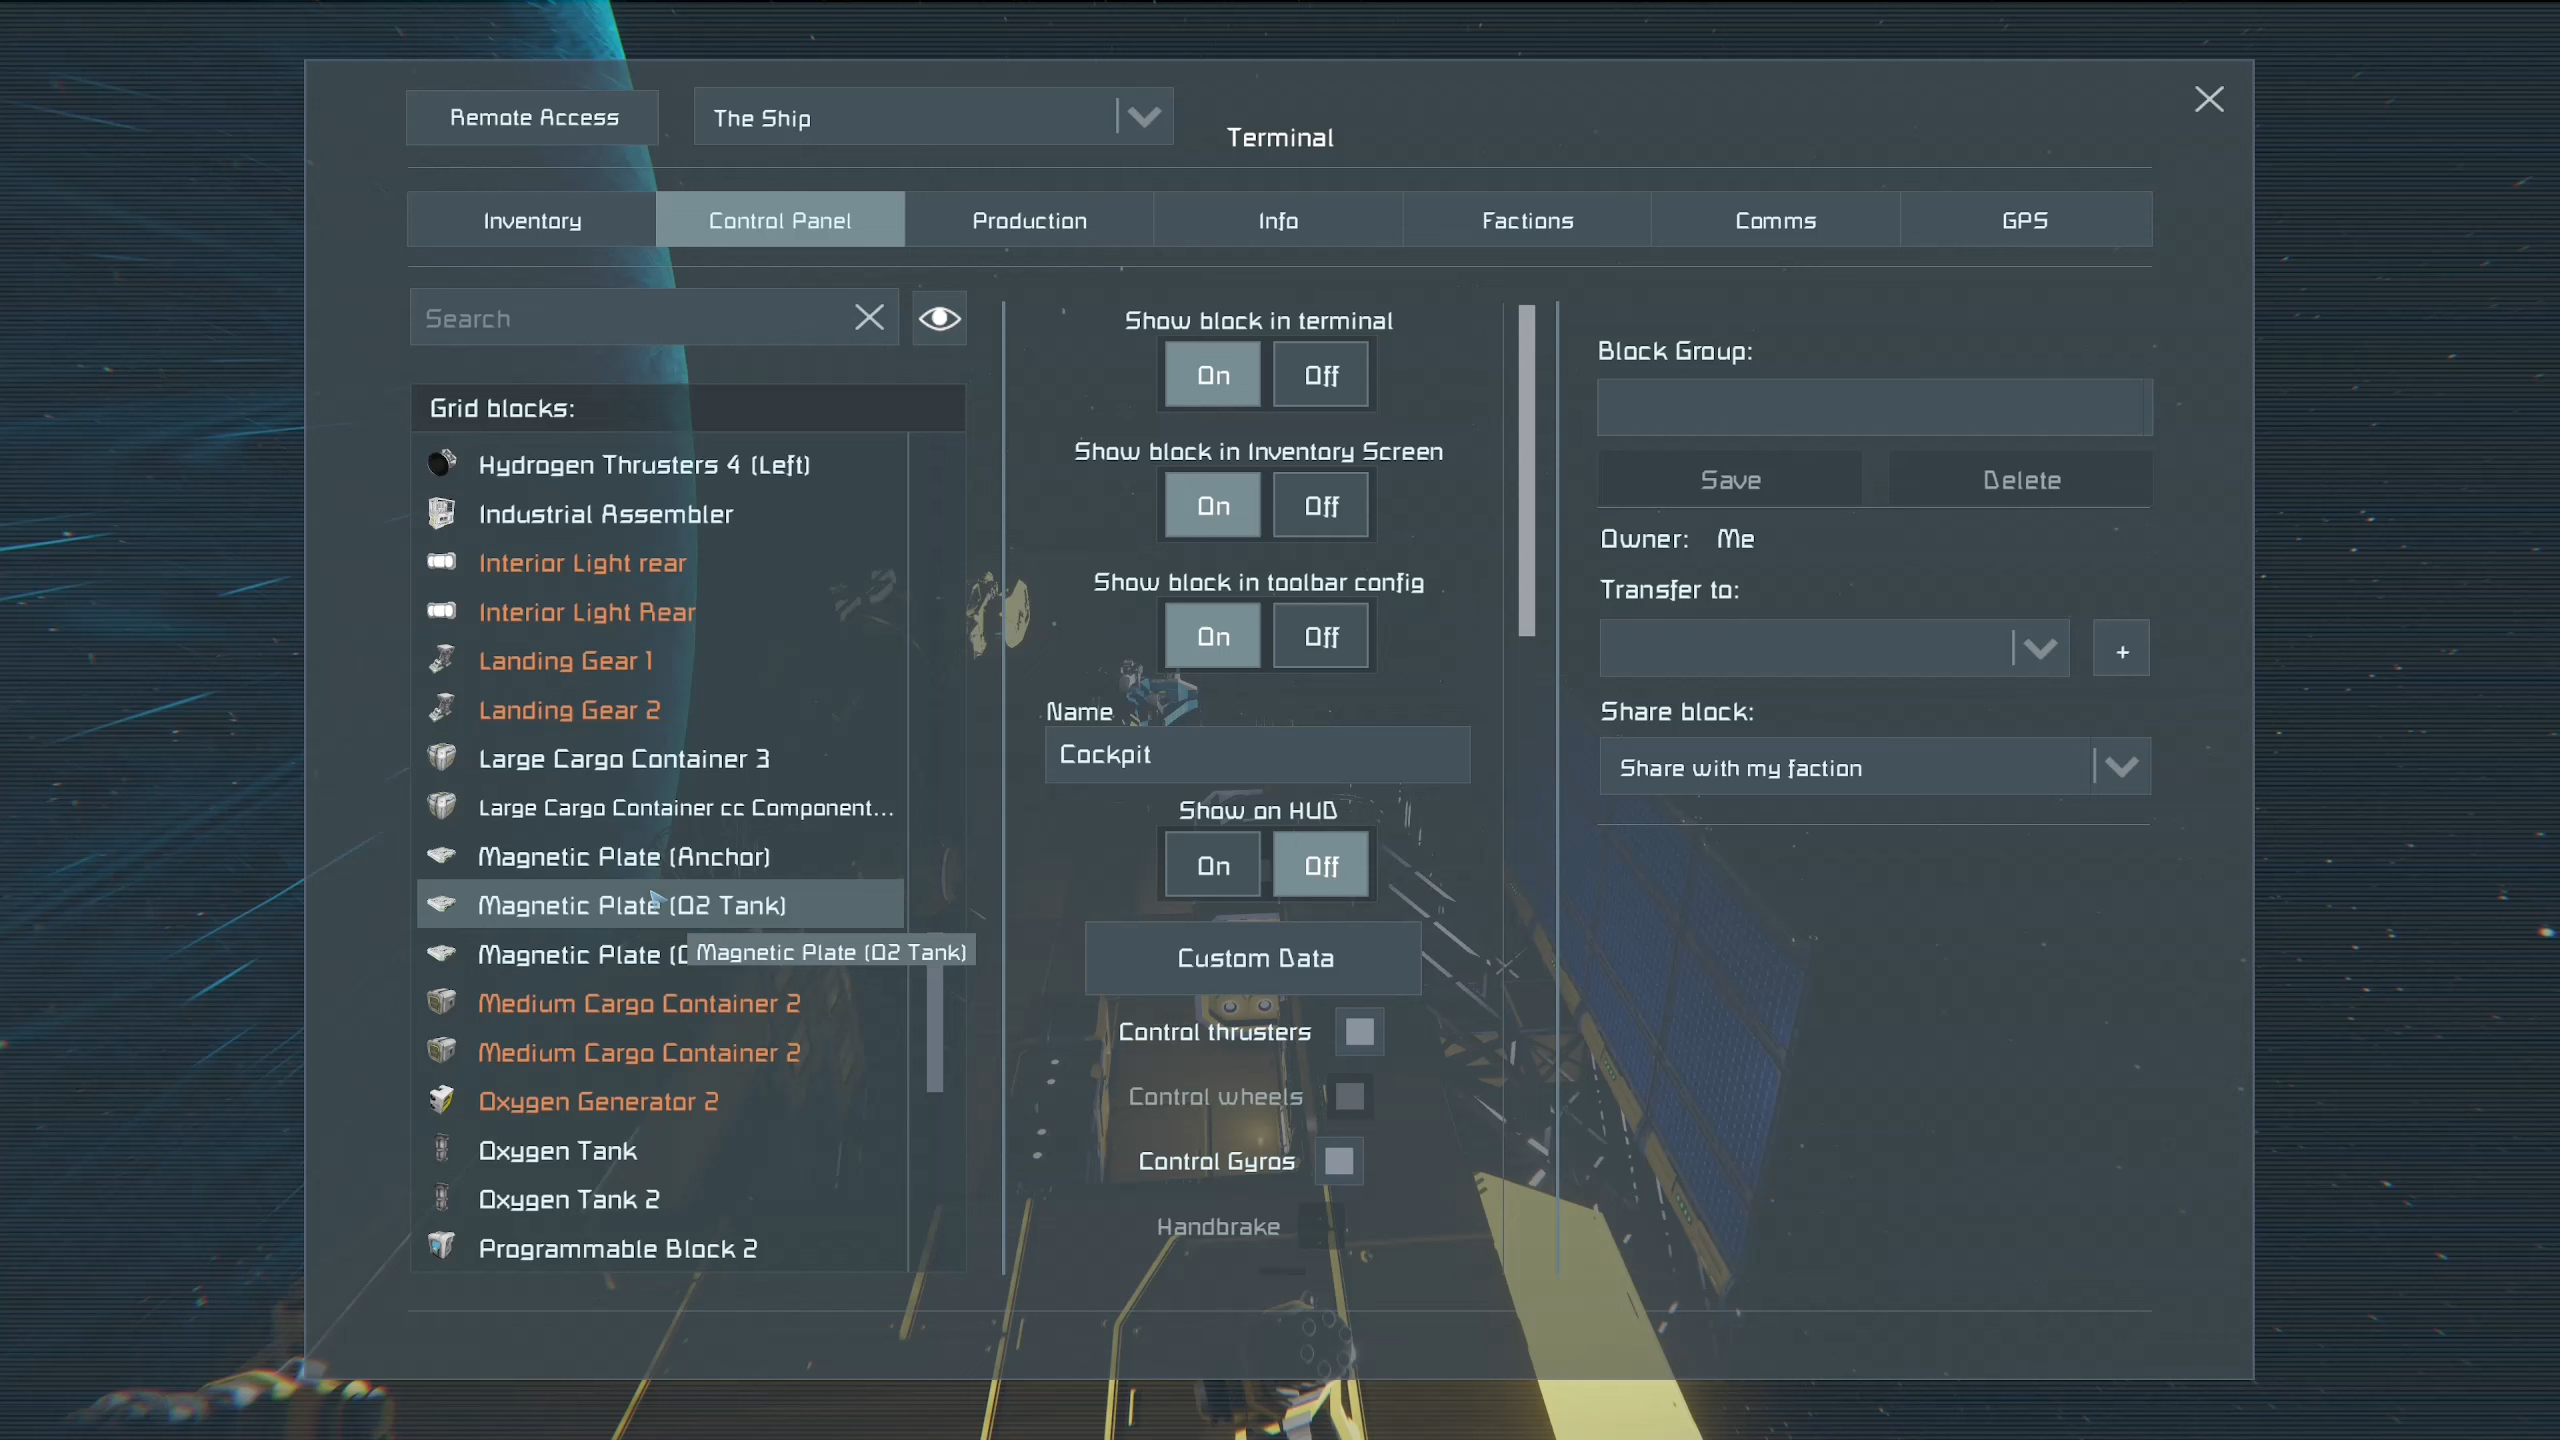 Remote Access
The Ship
Terminal
Inventory
Control Panel
Production
Info
Factions
Comms
GPS
Search
Grid blocks:
Hydrogen Thrusters 4 (Left)
Industrial Assembler
Interior Light rear
Interior Light Rear
Landing Gear 1
Landing Gear 2
Large Cargo Container 3
Large Cargo Container cc Component...
Magnetic Plate (Anchor)
Magnetic Plate (O2 Tank)
Magnetic Plate
Magnetic Plate (O2 Tank)
Medium Cargo Container 2
Medium Cargo Container 2
Oxygen Generator 2
Oxygen Tank
Oxygen Tank 2
Programmable Block 2
Show block in terminal
On Off
Show block in Inventory Screen
On Off
Show block in toolbar config
On Off
Name
Cockpit
Show on HUD
On Off
Custom Data
Control thrusters
Control wheels
Control Gyros
Handbrake
Block Group:
Save
Delete
Owner: Me
Transfer to:
+
Share block:
Share with my faction